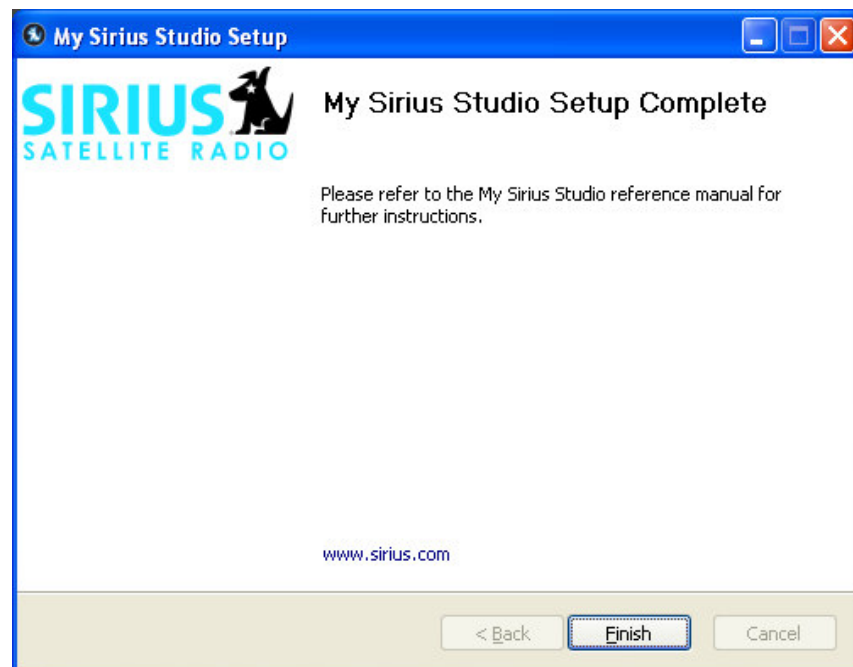 My Sirius Studio Setup
SIRIUS
SATELLITE RADIO
My Sirius Studio Setup Complete
Please refer to the My Sirius Studio reference manual for
further instructions.
www.sirius.com
< Back
Finish
Cancel